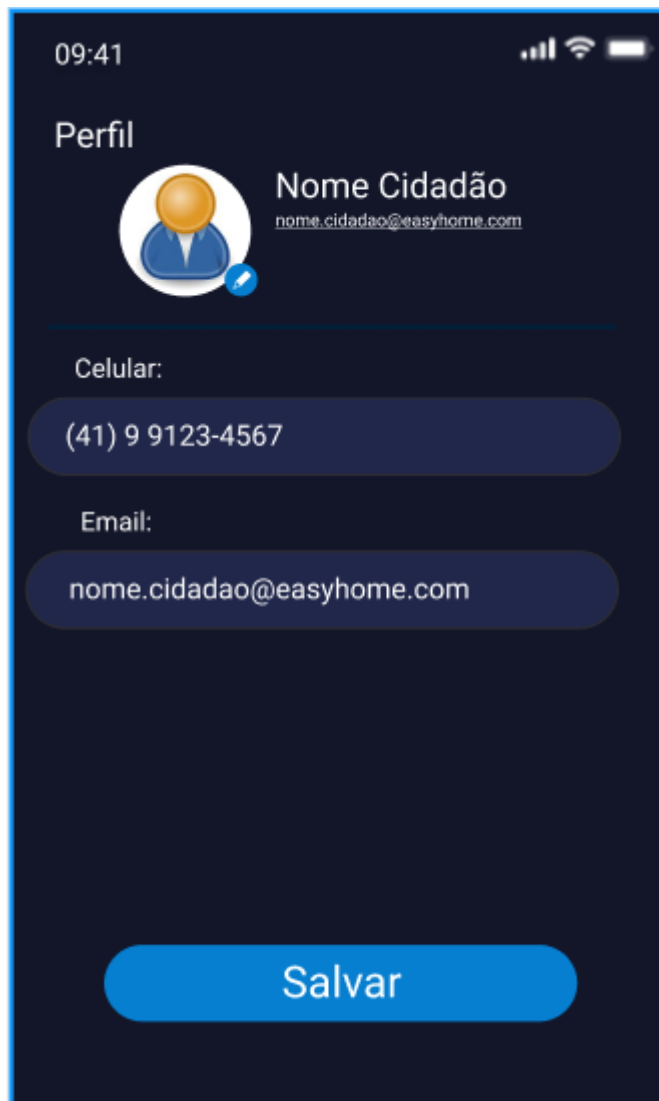 09:41
Perfil
Nome Cidadão
nome.cidadao@easyhome.com
Celular:
(41) 9 9123-4567
Email:
nome.cidadao@easyhome.com
Salvar